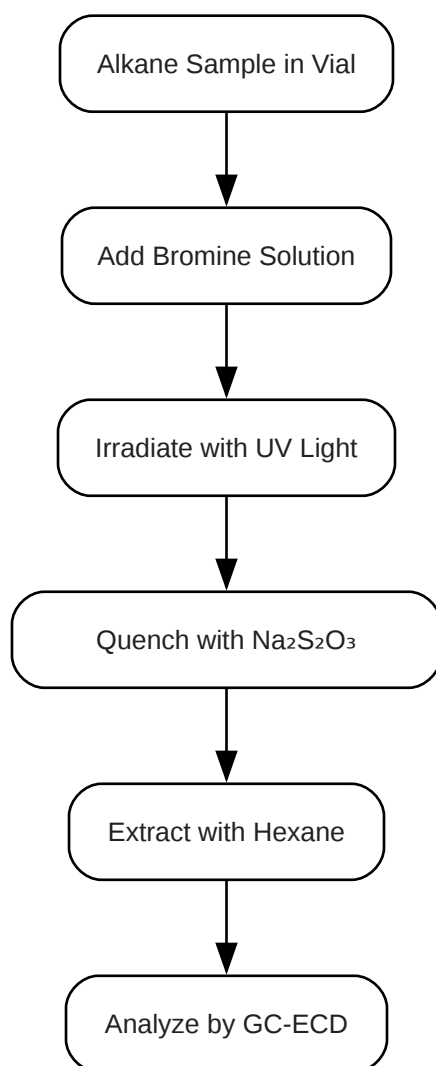 Alkane Sample in Vial
Add Bromine Solution
Irradiate with UV Light
Quench with Na₂S₂O₃
Extract with Hexane
Analyze by GC-ECD